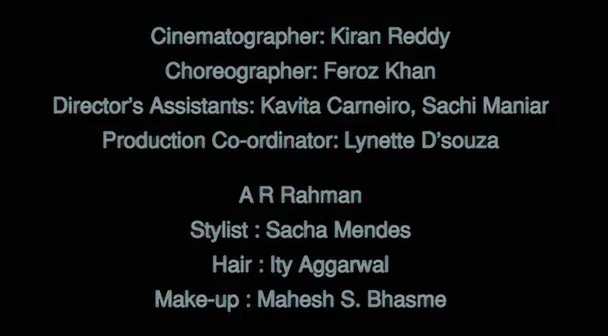 Cinematographer: Kiran Reddy
Choreographer: Feroz Khan
Director's Assistants: Kavita Carneiro, Sachi Maniar
Production Co-ordinator: Lynette D'souza
A R Rahman
Stylist : Sacha Mendes
Hair : Ity Aggarwal
Make-up : Mahesh S. Bhasme